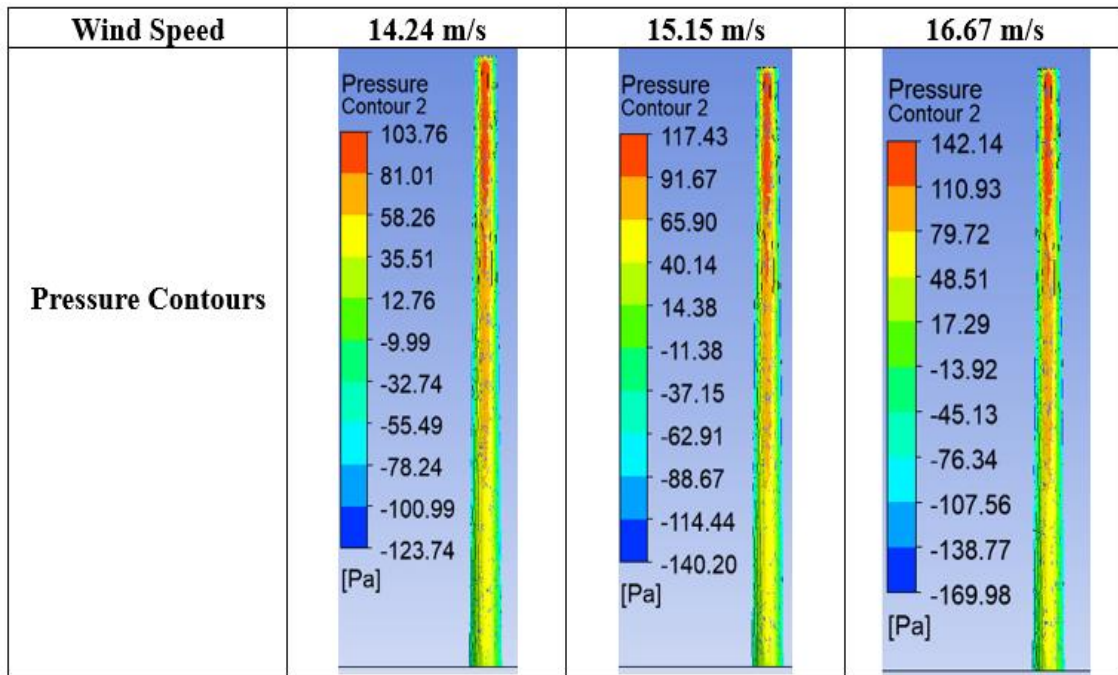 Wind Speed
14.24 m/s
15.15 m/s
16.67 m/s
Pressure Contours
Pressure
Contour 2
103.76
81.01
58.26
35.51
12.76
-9.99
-32.74
-55.49
-78.24
-100.99
-123.74
[Pa]
Pressure
Contour 2
117.43
91.67
65.90
40.14
14.38
-11.38
-37.15
-62.91
-88.67
-114.44
-140.20
[Pa]
Pressure
Contour 2
142.14
110.93
79.72
48.51
17.29
-13.92
-45.13
-76.34
-107.56
-138.77
-169.98
[Pa]